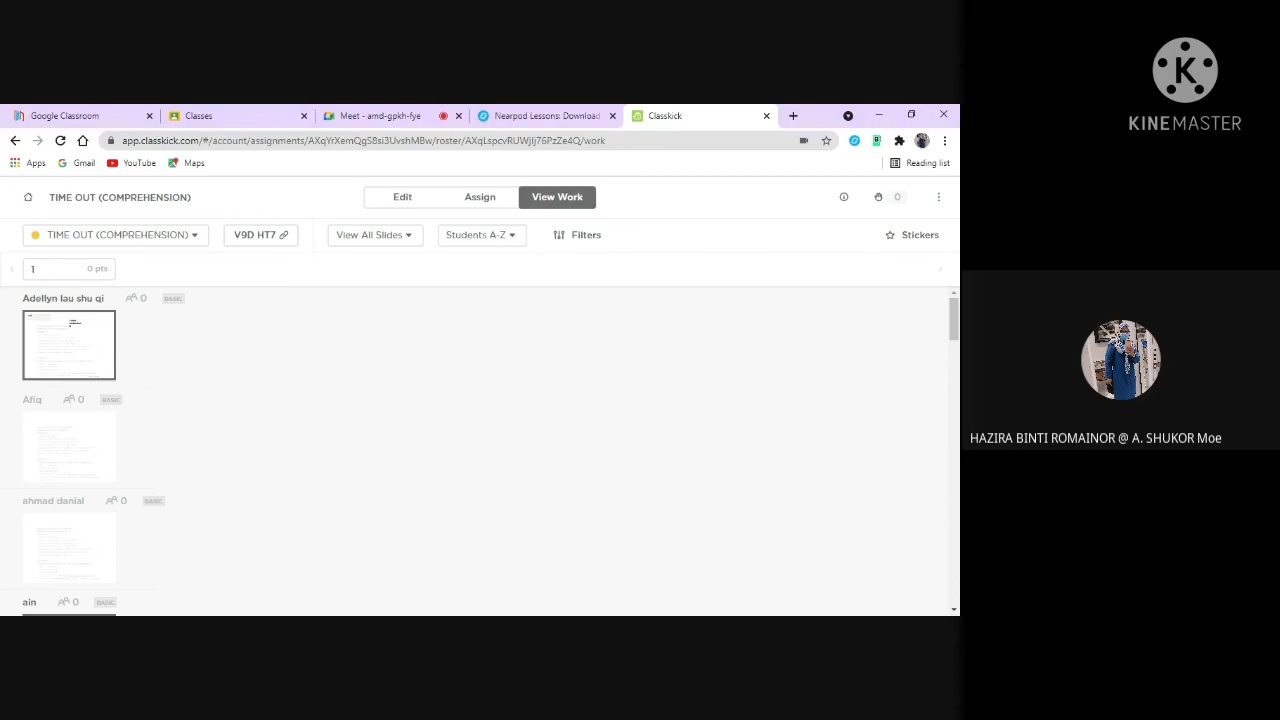 K
KINEMASTER
Google Classroom
Classes
Meet - amd-gpkh-fye
Nearpod Lessons: Download
Classkick
app.classkick.com/#/account/assignments/AXqYrXemQgS8si3UvshMBw/roster/AXqLspcvRUWjIj76PzZe4Q/work
Apps
Gmail
YouTube
Maps
Reading list
TIME OUT (COMPREHENSION)
Edit
Assign
View Work
0
TIME OUT (COMPREHENSION)
V9D HT7
View All Slides
Students A-Z
Filters
Stickers
1
0 pts
Adellyn lau shu qi
0
BASIC
Afiq
0
BASIC
ahmad danial
0
BASIC
ain
0
BASIC
HAZIRA BINTI ROMAINOR @ A. SHUKOR Moe